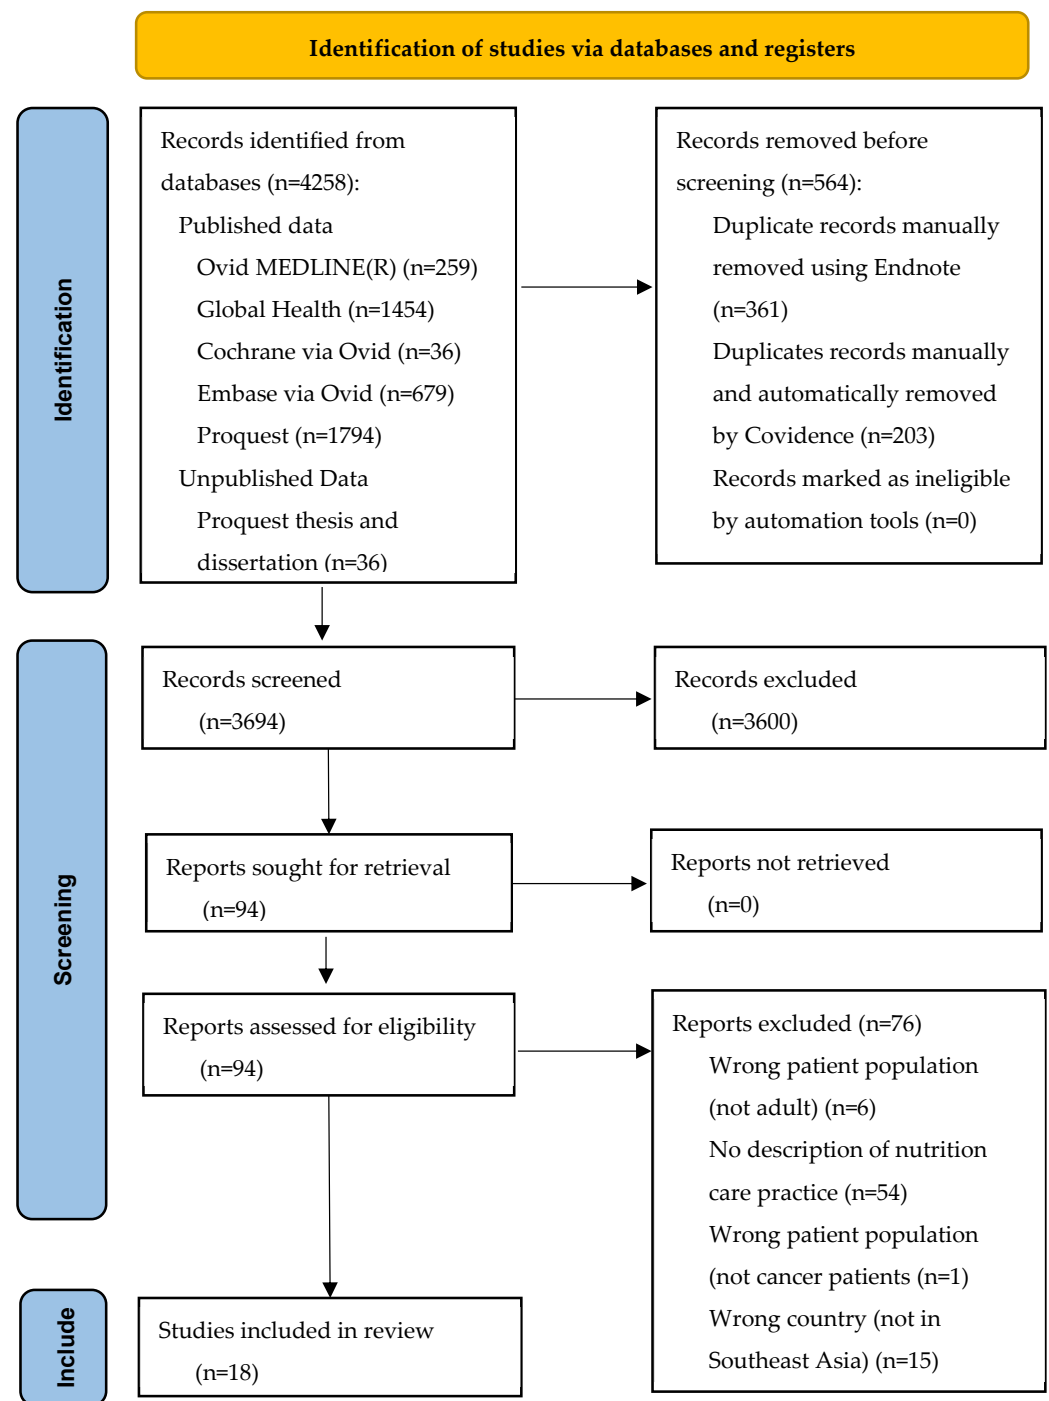 Identification of studies via databases and registers
Identification
Records identified from
databases (n=4258):
Published data
Ovid MEDLINE(R) (n=259)
Global Health (n=1454)
Cochrane via Ovid (n=36)
Embase via Ovid (n=679)
Proquest (n=1794)
Unpublished Data
Proquest thesis and
dissertation (n=36)
Records removed before
screening (n=564):
Duplicate records manually
removed using Endnote
(n=361)
Duplicates records manually
and automatically removed
by Covidence (n=203)
Records marked as ineligible
by automation tools (n=0)
Screening
Records screened
(n=3694)
Records excluded
(n=3600)
Reports sought for retrieval
(n=94)
Reports not retrieved
(n=0)
Reports assessed for eligibility
(n=94)
Reports excluded (n=76)
Wrong patient population
(not adult) (n=6)
No description of nutrition
care practice (n=54)
Wrong patient population
(not cancer patients (n=1)
Wrong country (not in
Southeast Asia) (n=15)
Include
Studies included in review
(n=18)